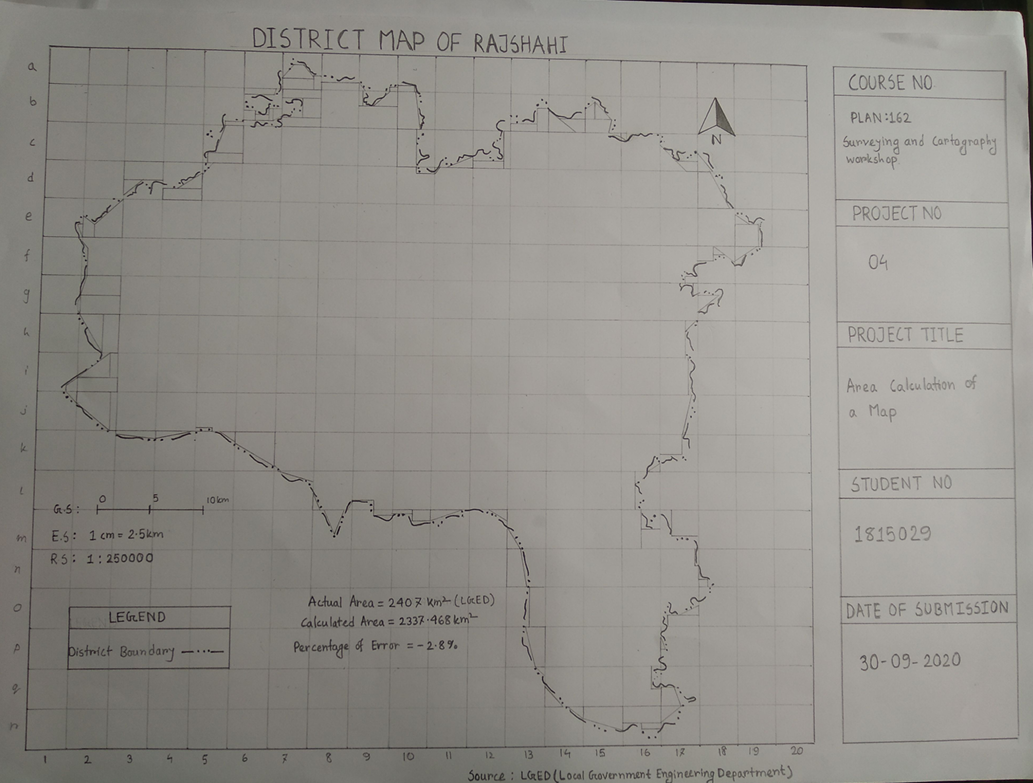 DISTRICT MAP OF RAJSHAHI
a
b
c
d
e
f
g
h
i
j
k
l
m
n
o
p
q
r
N
G.S: 0 5 10km
E.S: 1 cm = 2.5km
R S: 1:250000
LEGEND
District Boundary
Actual Area = 2407 km² (LGED)
Calculated Area = 2337.468 km²
Percentage of Error = -2.8%
1 2 3 4 5 6 7 8 9 10 11 12 13 14 15 16 17 18 19 20
Source : LGED (Local Government Engineering Department)
COURSE NO
PLAN:162
Surveying and Cartography
workshop
PROJECT NO
04
PROJECT TITLE
Area Calculation of
a Map
STUDENT NO
1815029
DATE OF SUBMISSION
30-09-2020